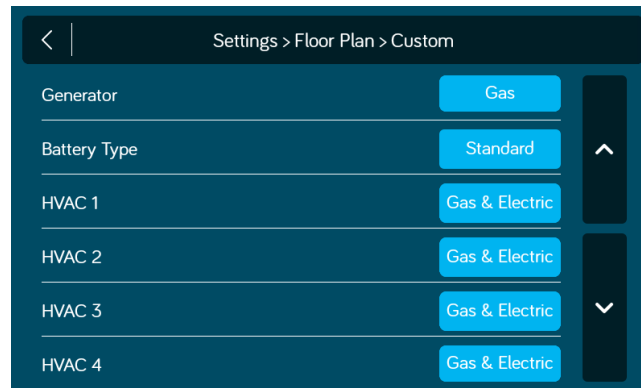 Settings > Floor Plan > Custom
Generator Gas
Battery Type Standard
HVAC 1 Gas & Electric
HVAC 2 Gas & Electric
HVAC 3 Gas & Electric
HVAC 4 Gas & Electric